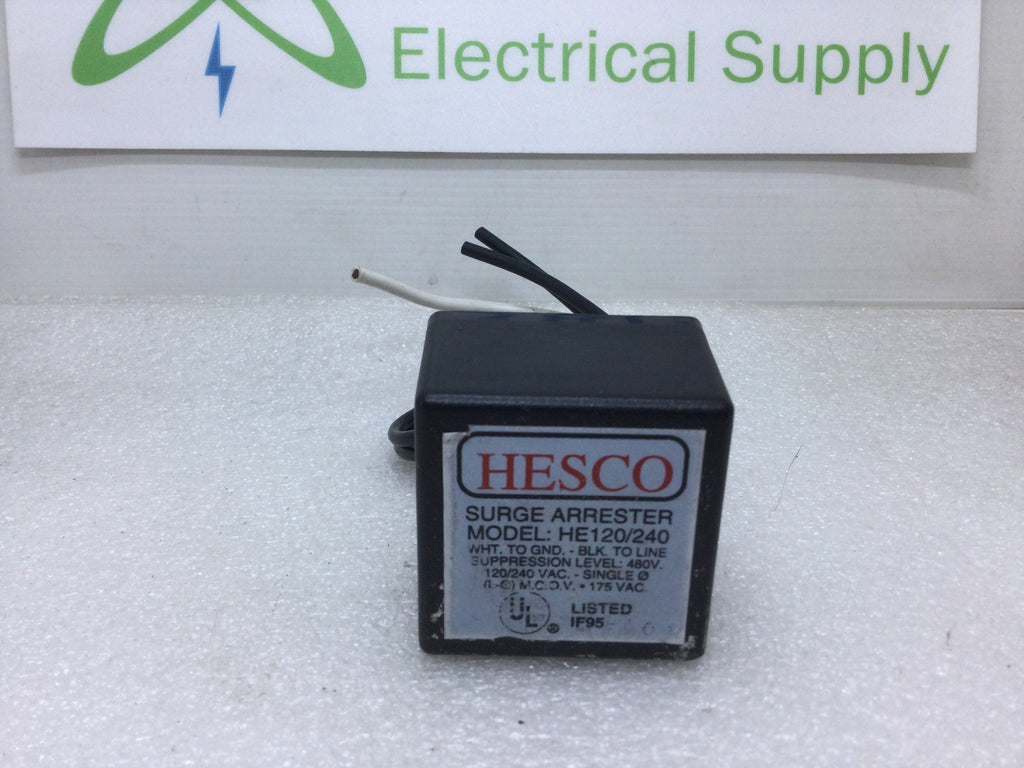 Electrical Supply
HESCO
SURGE ARRESTER
MODEL: HE120/240
WHT. TO GND. - BLK. TO LINE
SUPPRESSION LEVEL: 480V.
120/240 VAC. - SINGLE Ø
(L-G) M.C.O.V. • 175 VAC.
UL ® LISTED
IF95